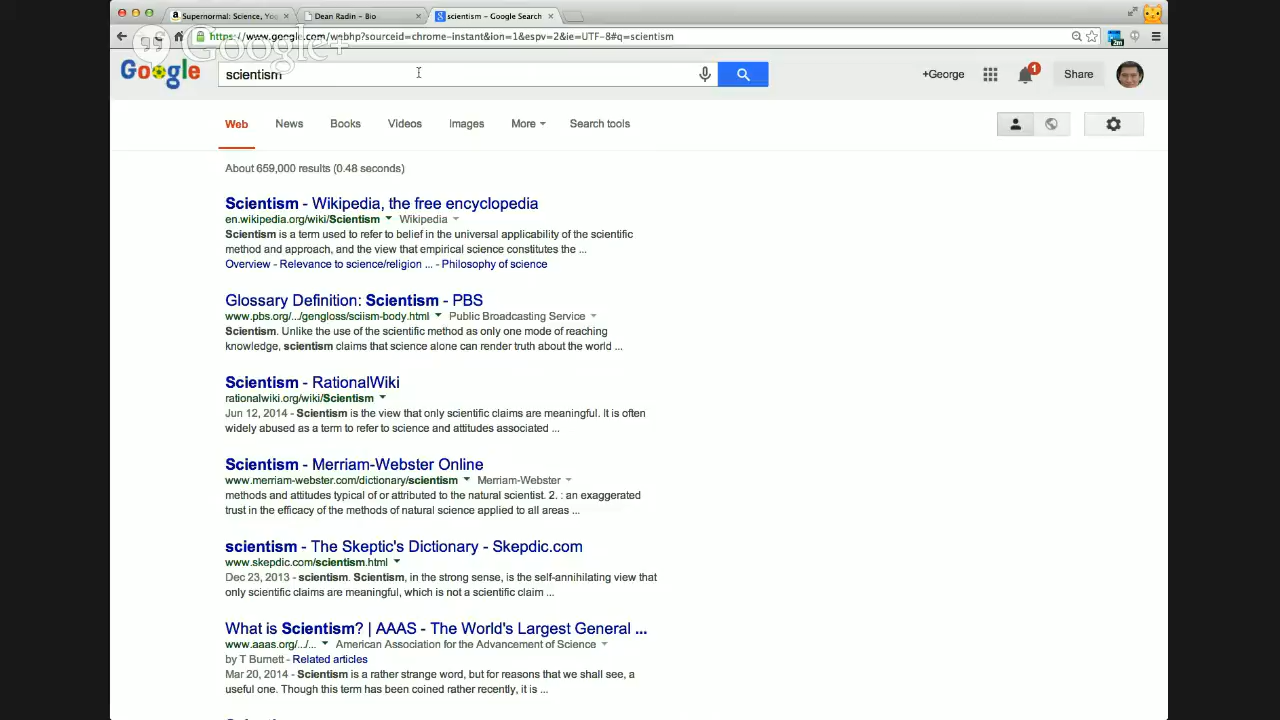 Supernormal: Science, Yog
Dean Radin - Bio
scientism - Google Search
https://www.google.com/webhp?sourceid=chrome-instant&ion=1&espv=2&ie=UTF-8#q=scientism
2m
Google+
Google
scientism
+George
1
Share
Web
News
Books
Videos
Images
More
Search tools
About 659,000 results (0.48 seconds)
Scientism - Wikipedia, the free encyclopedia
en.wikipedia.org/wiki/Scientism Wikipedia
Scientism is a term used to refer to belief in the universal applicability of the scientific
method and approach, and the view that empirical science constitutes the ...
Overview - Relevance to science/religion ... - Philosophy of science
Glossary Definition: Scientism - PBS
www.pbs.org/.../gengloss/sciism-body.html Public Broadcasting Service
Scientism. Unlike the use of the scientific method as only one mode of reaching
knowledge, scientism claims that science alone can render truth about the world ...
Scientism - RationalWiki
rationalwiki.org/wiki/Scientism
Jun 12, 2014 - Scientism is the view that only scientific claims are meaningful. It is often
widely abused as a term to refer to science and attitudes associated ...
Scientism - Merriam-Webster Online
www.merriam-webster.com/dictionary/scientism Merriam-Webster
methods and attitudes typical of or attributed to the natural scientist. 2. : an exaggerated
trust in the efficacy of the methods of natural science applied to all areas ...
scientism - The Skeptic's Dictionary - Skepdic.com
www.skepdic.com/scientism.html
Dec 23, 2013 - scientism. Scientism, in the strong sense, is the self-annihilating view that
only scientific claims are meaningful, which is not a scientific claim ...
What is Scientism? | AAAS - The World's Largest General ...
www.aaas.org/.../... American Association for the Advancement of Science
by T Burnett - Related articles
Mar 20, 2014 - Scientism is a rather strange word, but for reasons that we shall see, a
useful one. Though this term has been coined rather recently, it is ...